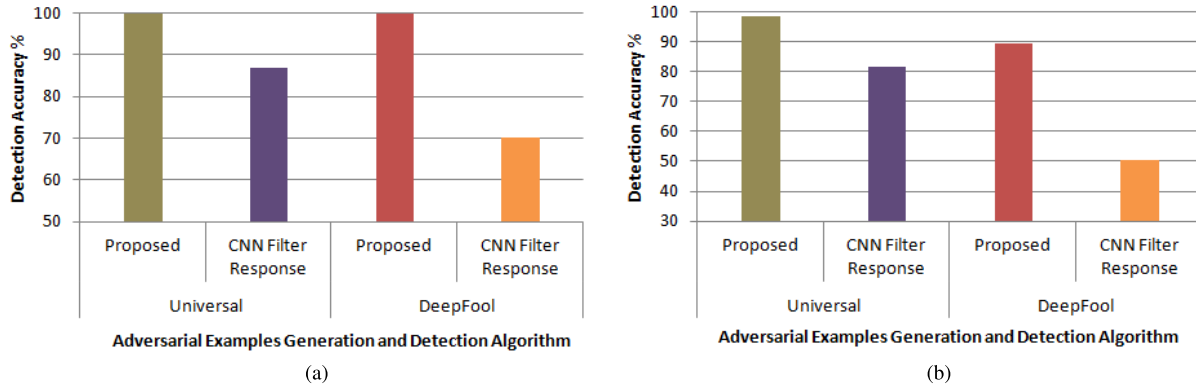 100
90
80
70
60
50
Detection Accuracy %
Proposed
CNN Filter
Response
Proposed
CNN Filter
Response
Universal
DeepFool
Adversarial Examples Generation and Detection Algorithm
(a)
100
90
80
70
60
50
40
30
Detection Accuracy %
Proposed
CNN Filter
Response
Proposed
CNN Filter
Response
Universal
DeepFool
Adversarial Examples Generation and Detection Algorithm
(b)